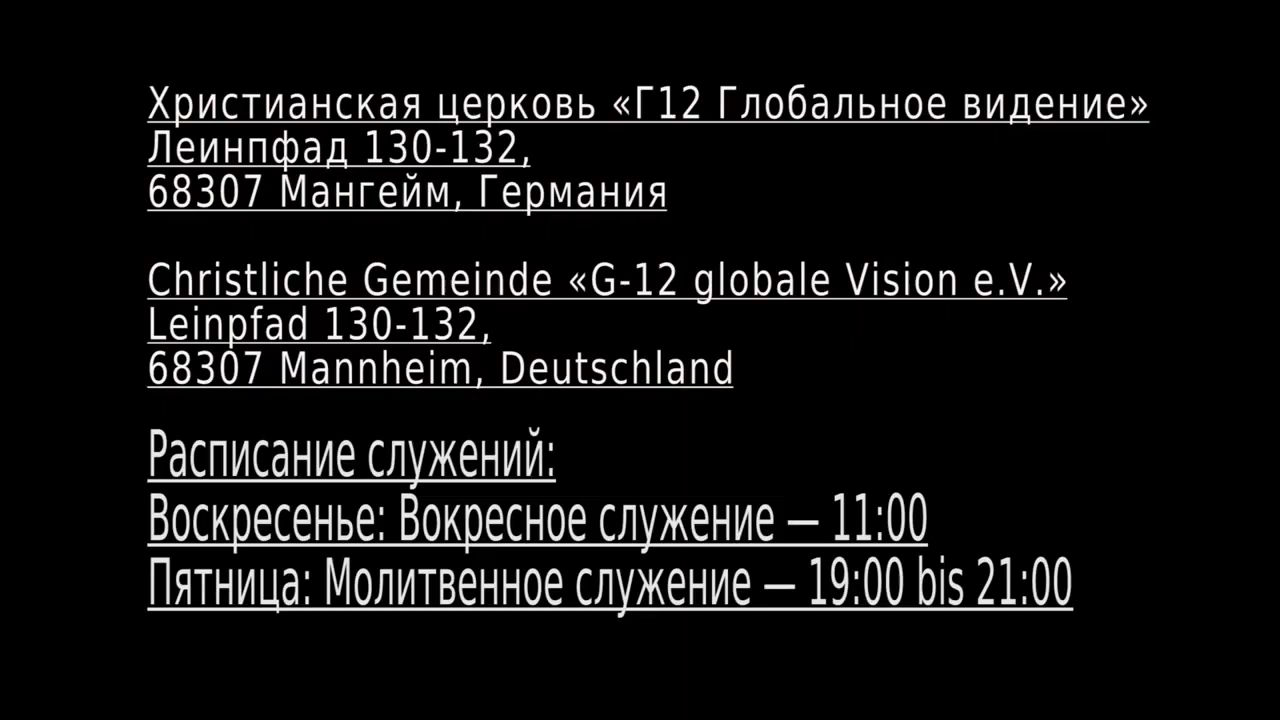 Христианская церковь «Г12 Глобальное видение»
Леинпфад 130-132,
68307 Мангейм, Германия
Christliche Gemeinde «G-12 globale Vision e.V.»
Leinpfad 130-132,
68307 Mannheim, Deutschland
Расписание служений:
Воскресенье: Вокресное служение — 11:00
Пятница: Молитвенное служение — 19:00 bis 21:00